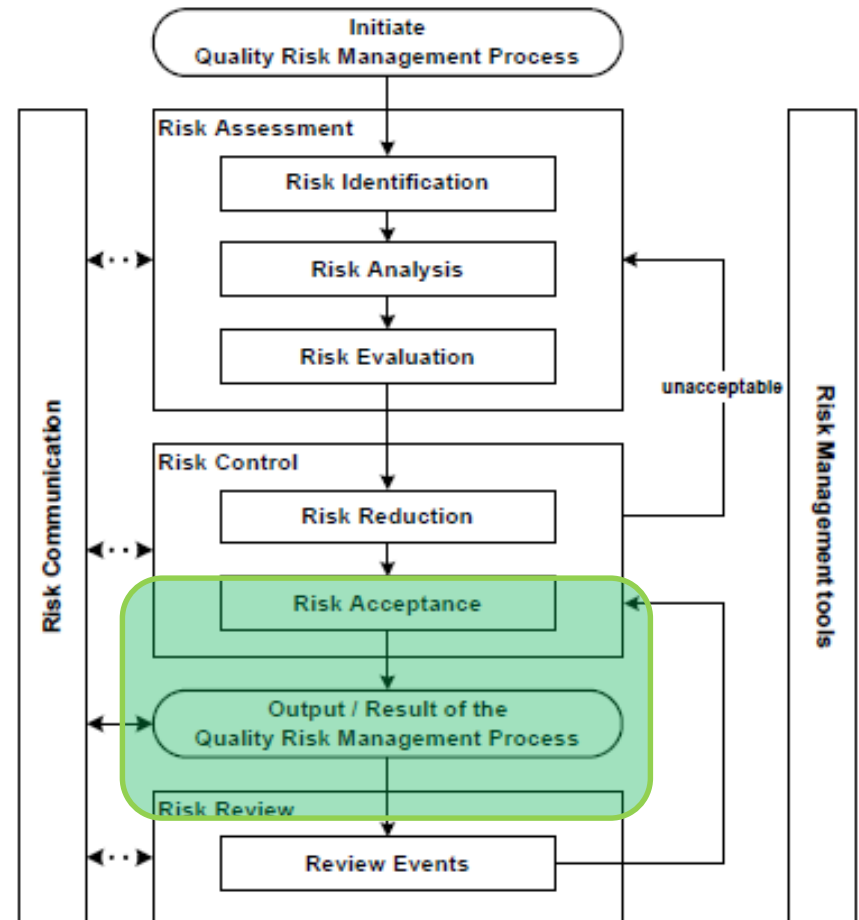 Initiate
Quality Risk Management Process
Risk Assessment
Risk Identification
Risk Analysis
Risk Evaluation
unacceptable
Risk Communication
Risk Management tools
Risk Control
Risk Reduction
Risk Acceptance
Output / Result of the
Quality Risk Management Process
Risk Review
Review Events